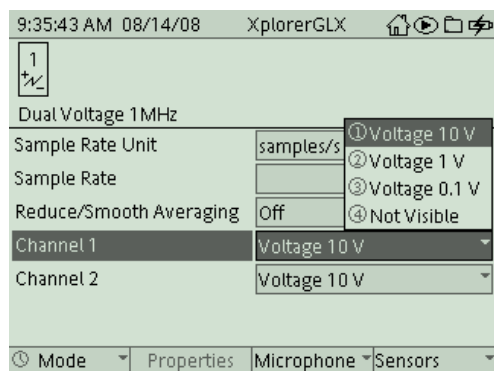 9:35:43 AM 08/14/08 XplorerGLX
1
Dual Voltage 1MHz
Sample Rate Unit samples/s
①Voltage 10 V
②Voltage 1 V
Sample Rate
③Voltage 0.1 V
Reduce/Smooth Averaging Off
④Not Visible
Channel 1 Voltage 10 V
Channel 2 Voltage 10 V
Mode Properties Microphone Sensors